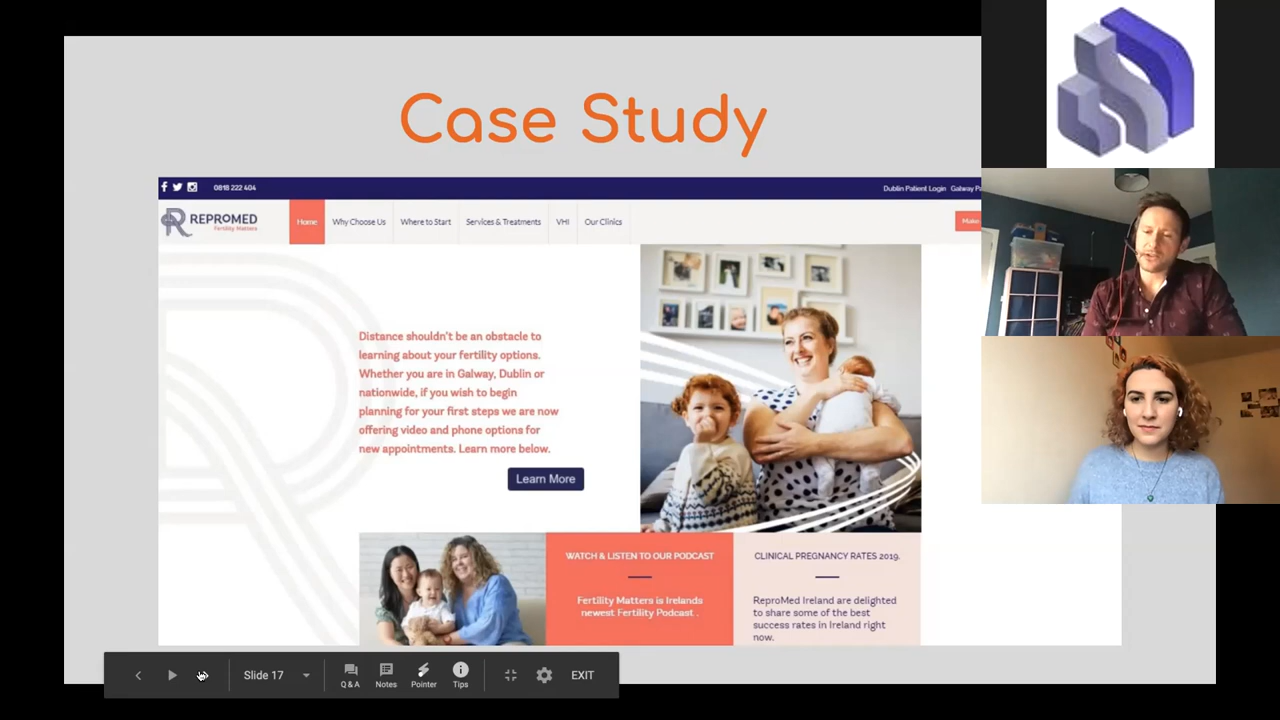 Case Study
0818 222 404
Dublin Patient Login Galway
REPROMED
Fertility Matters
Home
Why Choose Us
Where to Start
Services & Treatments
VHI
Our Clinics
Make
Distance shouldn't be an obstacle to
learning about your fertility options.
Whether you are in Galway, Dublin or
nationwide, if you wish to begin
planning for your first steps we are now
offering video and phone options for
new appointments. Learn more below.
Learn More
WATCH & LISTEN TO OUR PODCAST
Fertility Matters is Irelands
newest Fertility Podcast .
CLINICAL PREGNANCY RATES 2019.
ReproMed Ireland are delighted
to share some of the best
success rates in Ireland right
now.
Slide 17
Q & A
Notes
Pointer
Tips
EXIT